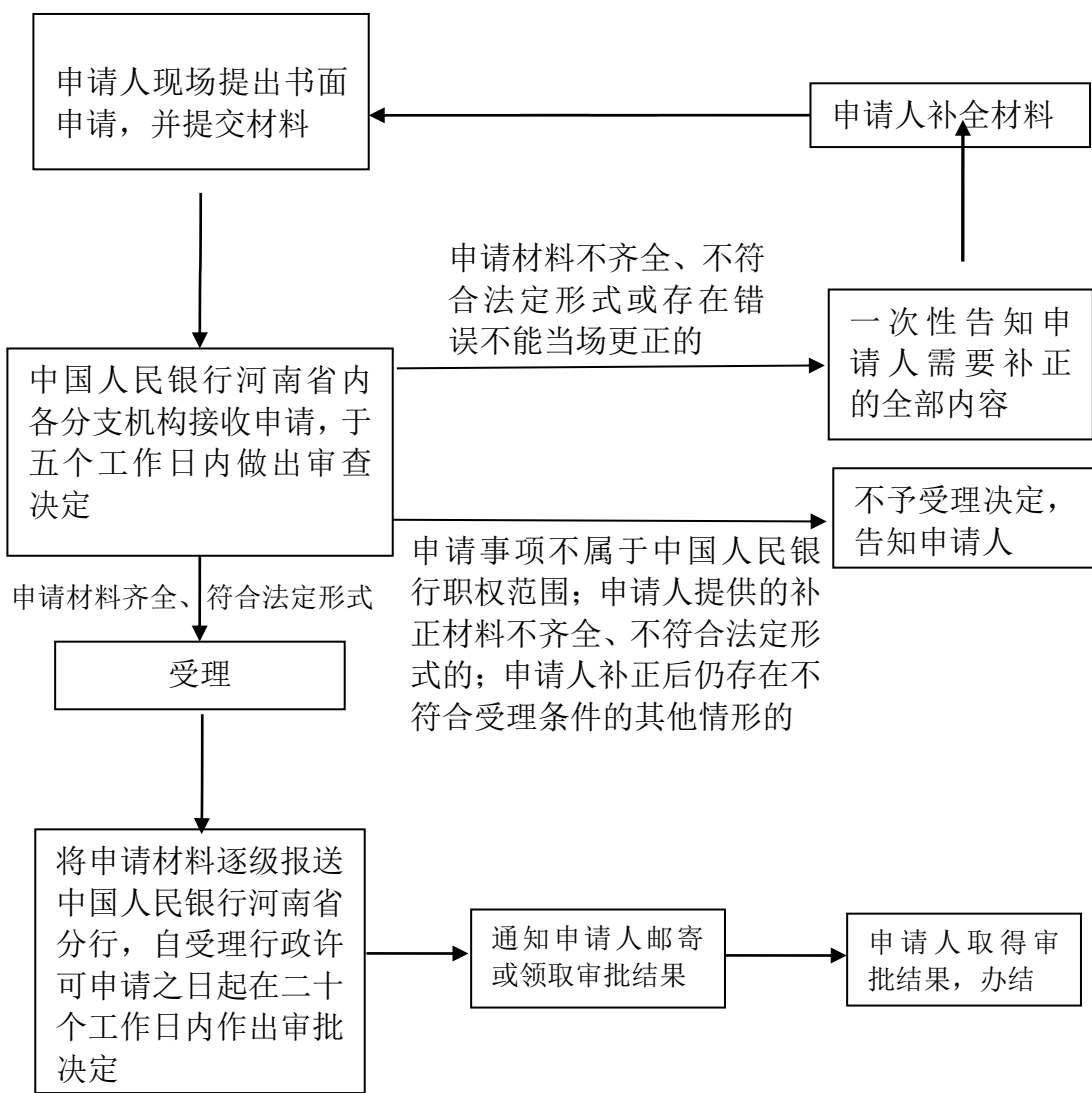 申请人现场提出书面
申请，并提交材料
申请人补全材料
申请材料不齐全、不符
合法定形式或存在错
误不能当场更正的
一次性告知申
请人需要补正
的全部内容
中国人民银行河南省内
各分支机构接收申请，于
五个工作日内做出审查
决定
不予受理决定，
告知申请人
申请事项不属于中国人民银
行职权范围；申请人提供的补
正材料不齐全、不符合法定形
式的；申请人补正后仍存在不
符合受理条件的其他情形的
申请材料齐全、符合法定形式
受理
将申请材料逐级报送
中国人民银行河南省
分行，自受理行政许
可申请之日起在二十
个工作日内作出审批
决定
通知申请人邮寄
或领取审批结果
申请人取得审
批结果，办结